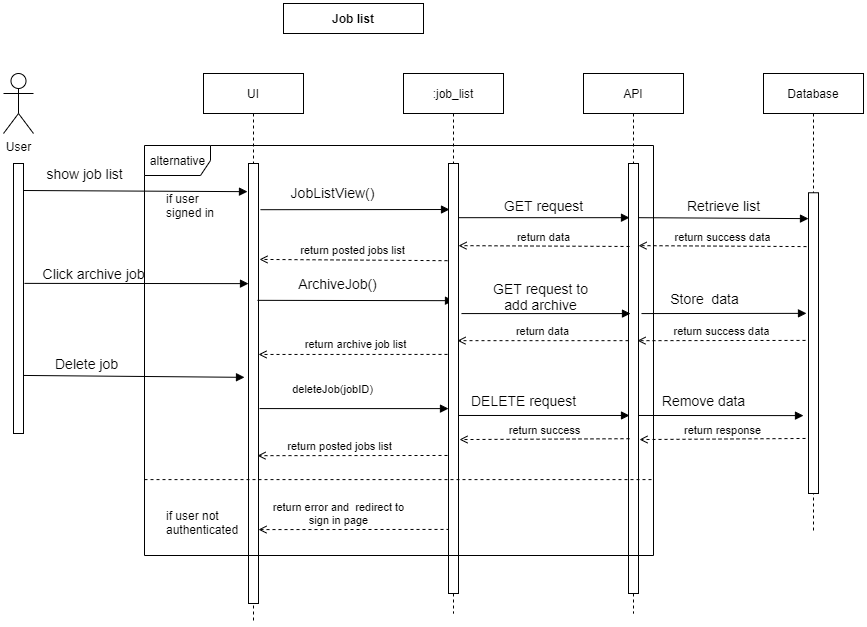 Job list
UI
:job_list
API
Database
User
alternative
show job list
if user
signed in
JobListView()
GET request
Retrieve list
return data
return success data
return posted jobs list
Click archive job
ArchiveJob()
GET request to
add archive
Store data
return data
return success data
return archive job list
Delete job
deleteJob(jobID)
DELETE request
Remove data
return success
return response
return posted jobs list
if user not
authenticated
return error and redirect to
sign in page